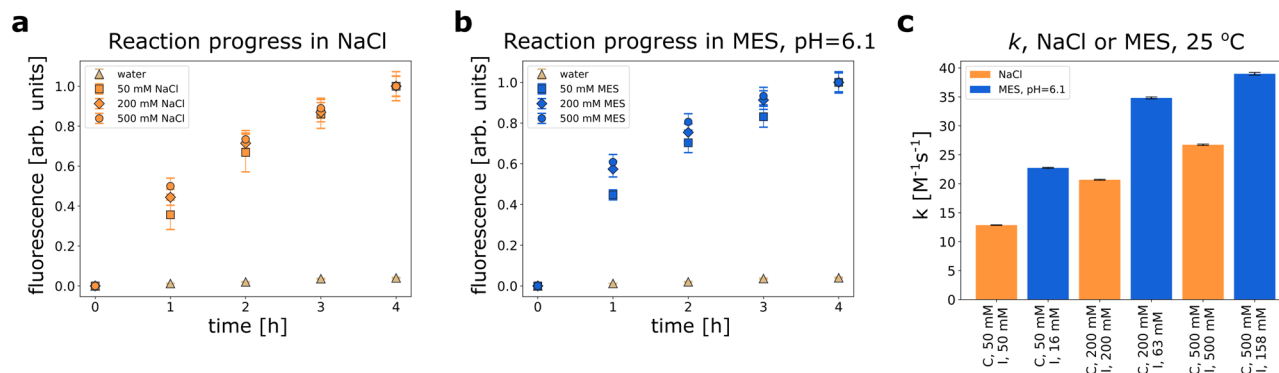 a
Reaction progress in NaCl
fluorescence [arb. units]
1.0
0.8
0.6
0.4
0.2
0.0
water
50 mM NaCl
200 mM NaCl
500 mM NaCl
0 1 2 3 4
time [h]
b
Reaction progress in MES, pH=6.1
fluorescence [arb. units]
1.0
0.8
0.6
0.4
0.2
0.0
water
50 mM MES
200 mM MES
500 mM MES
0 1 2 3 4
time [h]
c
k, NaCl or MES, 25 °C
k [M⁻¹s⁻¹]
40
35
30
25
20
15
10
5
0
NaCl
MES, pH=6.1
C, 50 mM
I, 50 mM
C, 50 mM
I, 16 mM
C, 200 mM
I, 200 mM
C, 200 mM
I, 63 mM
C, 500 mM
I, 500 mM
C, 500 mM
I, 158 mM